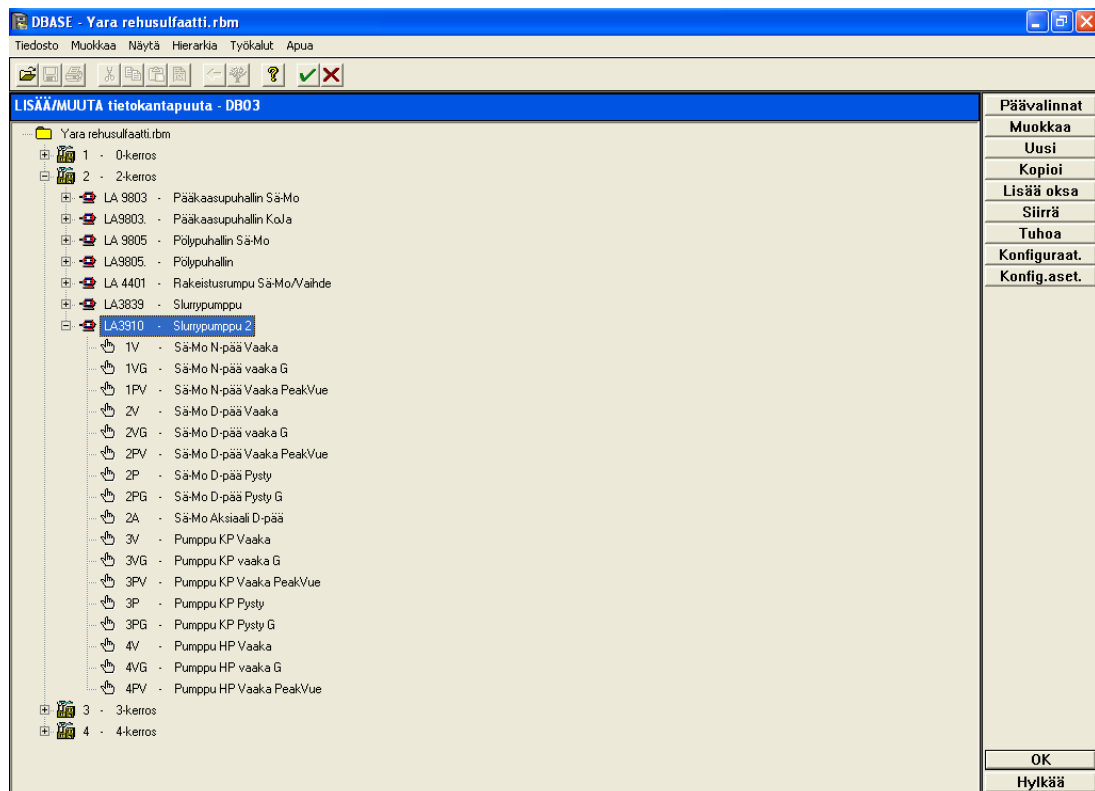 DBASE - Yara rehusulfaatti.rbm
Tiedosto Muokkaa Näytä Hierarkia Työkalut Apua
LISÄÄ/MUUTA tietokantapuuta - DB03
Yara rehusulfaatti.rbm
1 - 0-kerros
2 - 2-kerros
LA 9803 - Pääkaasupuhallin Sä-Mo
LA9803. - Pääkaasupuhallin KoJa
LA 9805 - Pölypuhallin Sä-Mo
LA9805. - Pölypuhallin
LA 4401 - Rakeistusrumpu Sä-Mo/Vaihde
LA3839 - Slurrypumppu
LA3910 - Slurrypumppu 2
1V - Sä-Mo N-pää Vaaka
1VG - Sä-Mo N-pää vaaka G
1PV - Sä-Mo N-pää Vaaka PeakVue
2V - Sä-Mo D-pää Vaaka
2VG - Sä-Mo D-pää vaaka G
2PV - Sä-Mo D-pää Vaaka PeakVue
2P - Sä-Mo D-pää Pysty
2PG - Sä-Mo D-pää Pysty G
2A - Sä-Mo Aksiaali D-pää
3V - Pumppu KP Vaaka
3VG - Pumppu KP vaaka G
3PV - Pumppu KP Vaaka PeakVue
3P - Pumppu KP Pysty
3PG - Pumppu KP Pysty G
4V - Pumppu HP Vaaka
4VG - Pumppu HP vaaka G
4PV - Pumppu HP Vaaka PeakVue
3 - 3-kerros
4 - 4-kerros
Päävalinnat
Muokkaa
Uusi
Kopioi
Lisää oksa
Siirrä
Tuhoa
Konfiguraat.
Konfig.aset.
OK
Hylkää